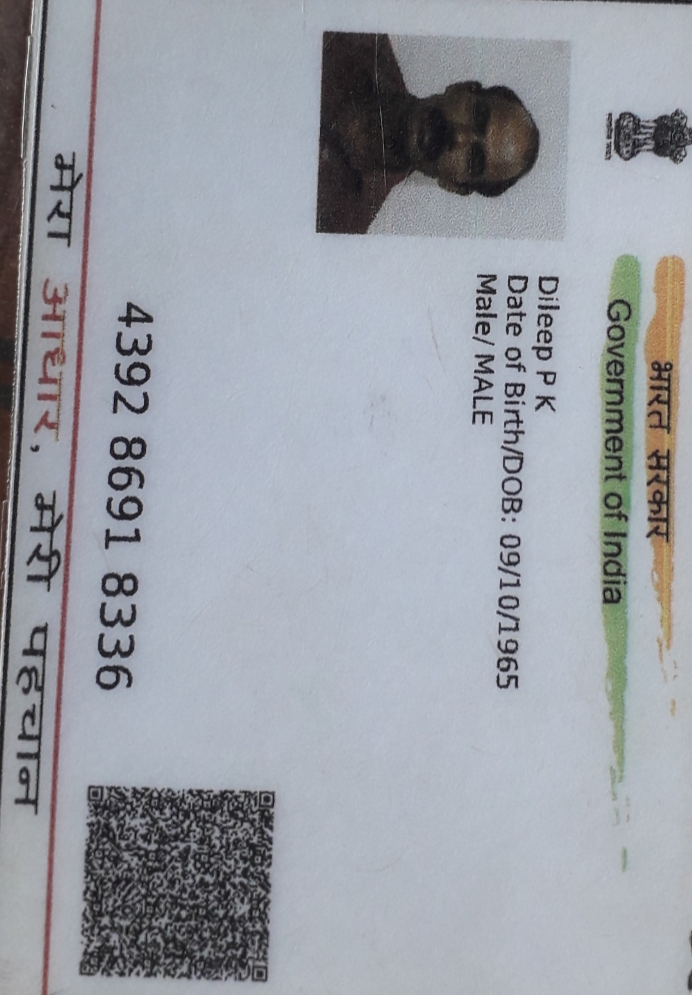 भारत सरकार
Government of India
Dileep P K
Date of Birth/DOB: 09/10/1965
Male/ MALE
4392 8691 8336
मेरा आधार, मेरी पहचान